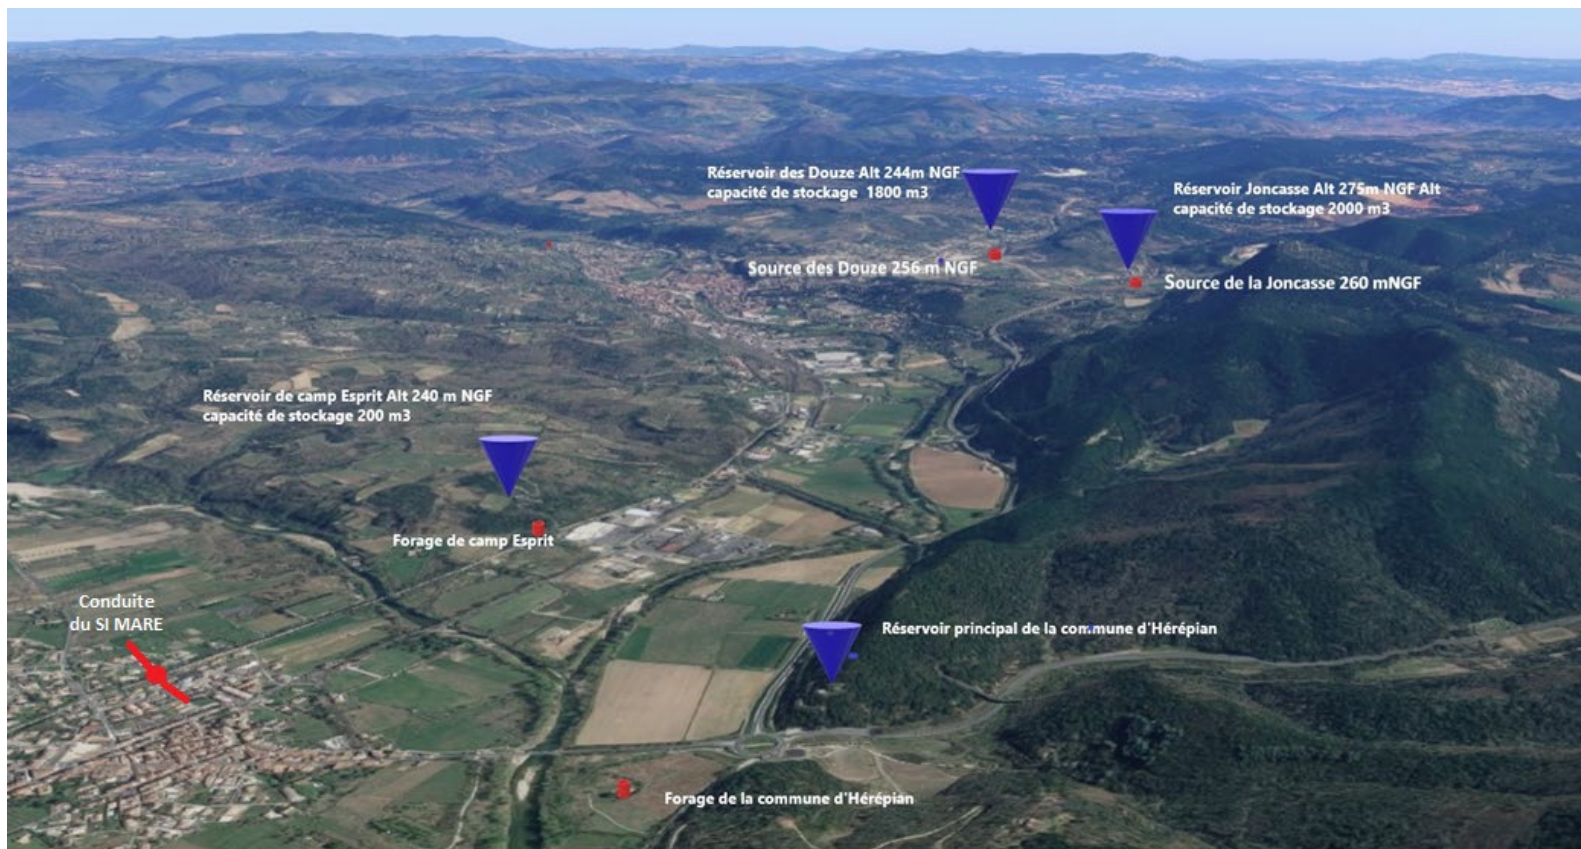 Réservoir des Douze Alt 244m NGF
capacité de stockage 1800 m3
Réservoir Joncasse Alt 275m NGF Alt
capacité de stockage 2000 m3
Source des Douze 256 m NGF
Source de la Joncasse 260 mNGF
Réservoir de camp Esprit Alt 240 m NGF
capacité de stockage 200 m3
Forage de camp Esprit
Conduite
du SI MARE
Réservoir principal de la commune d'Hérépian
Forage de la commune d'Hérépian